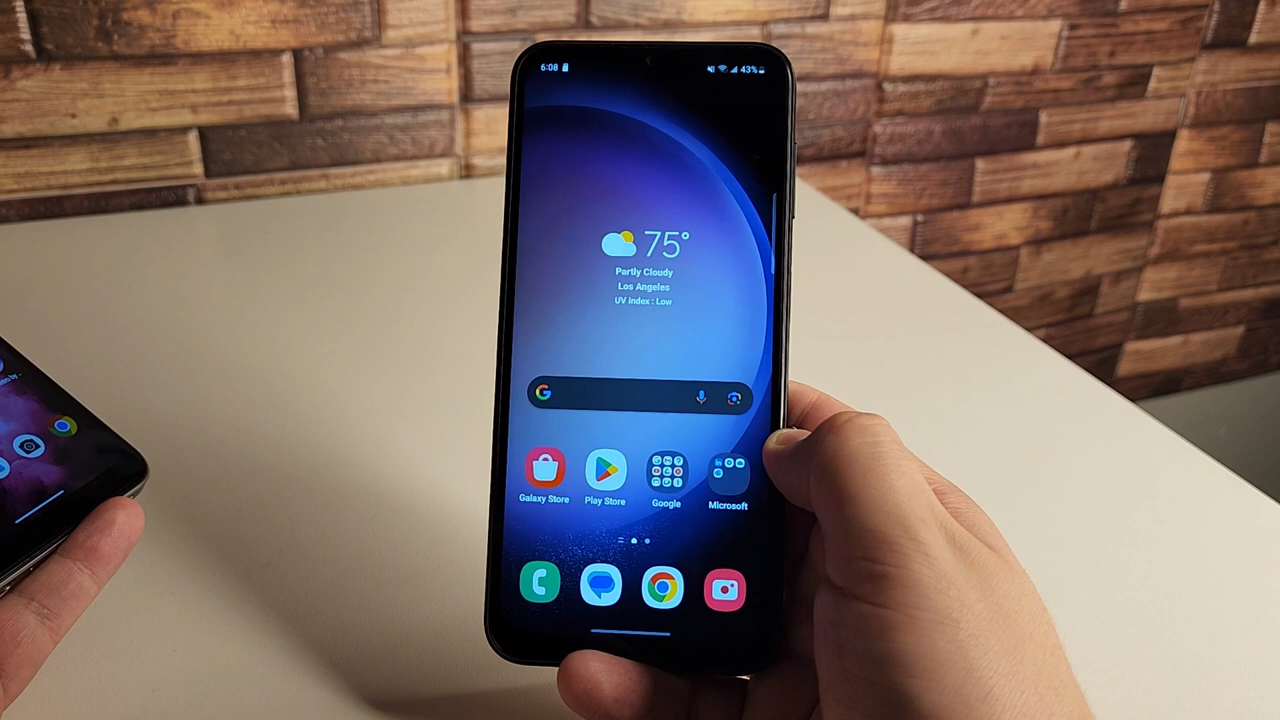 6:08
43%
75°
Partly Cloudy
Los Angeles
UV index : Low
G
Galaxy Store
Play Store
Google
Microsoft